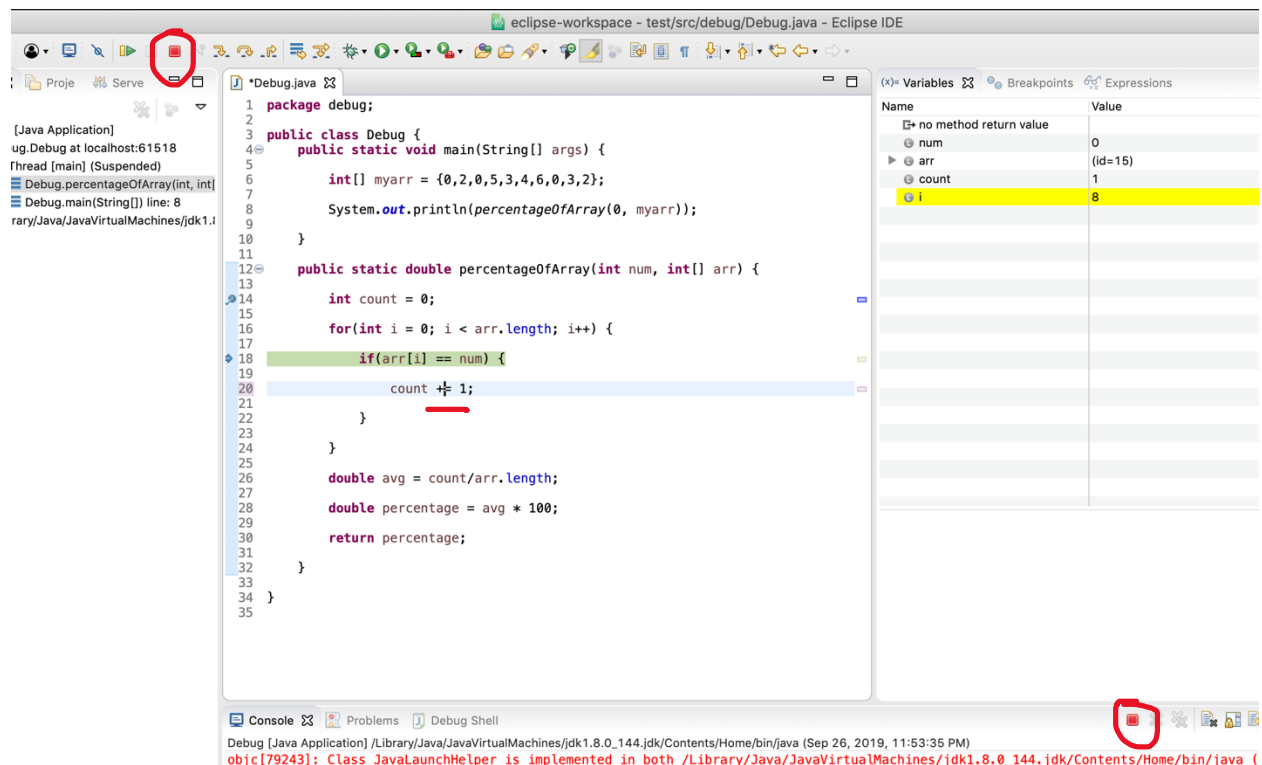 eclipse-workspace - test/src/debug/Debug.java - Eclipse IDE
Proje Serve
[Java Application]
ug.Debug at localhost:61518
Thread [main] (Suspended)
Debug.percentageOfArray(int, int[
Debug.main(String[]) line: 8
rary/Java/JavaVirtualMachines/jdk1.8
*Debug.java
1 package debug;
2
3 public class Debug {
4 public static void main(String[] args) {
5
6 int[] myarr = {0,2,0,5,3,4,6,0,3,2};
7
8 System.out.println(percentageOfArray(0, myarr));
9
10 }
11
12 public static double percentageOfArray(int num, int[] arr) {
13
14 int count = 0;
15
16 for(int i = 0; i < arr.length; i++) {
17
18 if(arr[i] == num) {
19
20 count += 1;
21
22 }
23
24 }
25
26 double avg = count/arr.length;
27
28 double percentage = avg * 100;
29
30 return percentage;
31
32 }
33
34 }
35
(x)= Variables Breakpoints Expressions
Name Value
no method return value
num 0
arr (id=15)
count 1
i 8
Console Problems Debug Shell
Debug [Java Application] /Library/Java/JavaVirtualMachines/jdk1.8.0_144.jdk/Contents/Home/bin/java (Sep 26, 2019, 11:53:35 PM)
objc[79243]: Class JavaLaunchHelper is implemented in both /Library/Java/JavaVirtualMachines/jdk1.8.0_144.jdk/Contents/Home/bin/java (